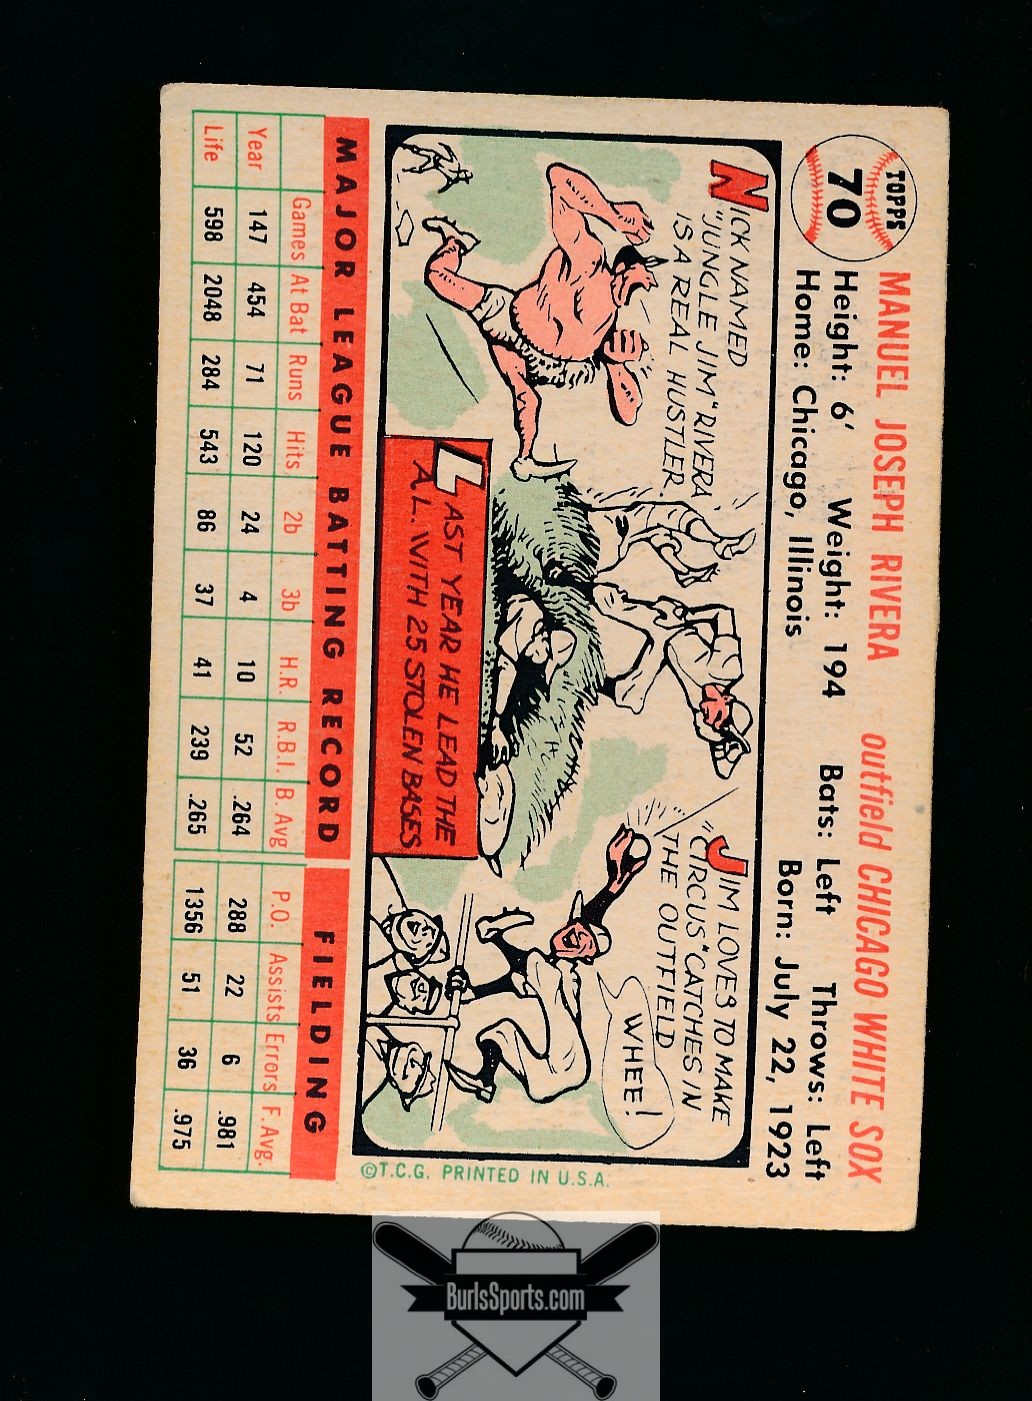 TOPPS
70
MANUEL JOSEPH RIVERA outfield CHICAGO WHITE SOX
Height: 6' Weight: 194 Bats: Left Throws: Left
Home: Chicago, Illinois Born: July 22, 1923
NICK NAMED
"JUNGLE JIM" RIVERA
IS A REAL HUSTLER.
LAST YEAR HE LEAD THE
A.L. WITH 25 STOLEN BASES
JIM LOVES TO MAKE
"CIRCUS" CATCHES IN
THE OUTFIELD
WHEE!
©T.C.G. PRINTED IN U.S.A.
MAJOR LEAGUE BATTING RECORD FIELDING
Games At Bat Runs Hits 2b 3b H.R. R.B.I. B. Avg P.O. Assists Errors F. Avg.
Year 147 454 71 120 24 4 10 52 .264 288 22 6 .981
Life 598 2048 284 543 86 37 41 239 .265 1356 51 36 .975
BurlsSports.com